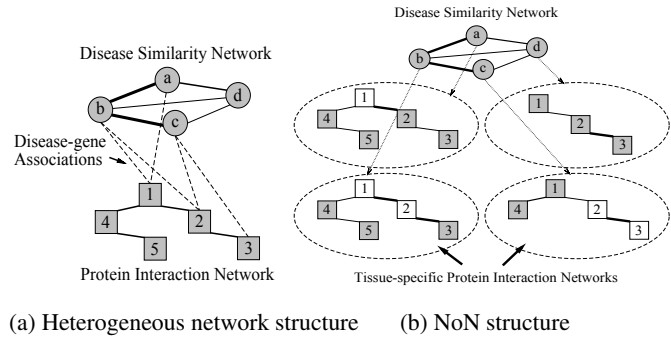 Disease Similarity Network
a
b
c
d
Disease-gene
Associations
1
4
2
5
3
Protein Interaction Network
(a) Heterogeneous network structure
Disease Similarity Network
a
b
c
d
1
4
2
5
3
1
2
3
1
4
2
5
3
1
4
2
3
Tissue-specific Protein Interaction Networks
(b) NoN structure